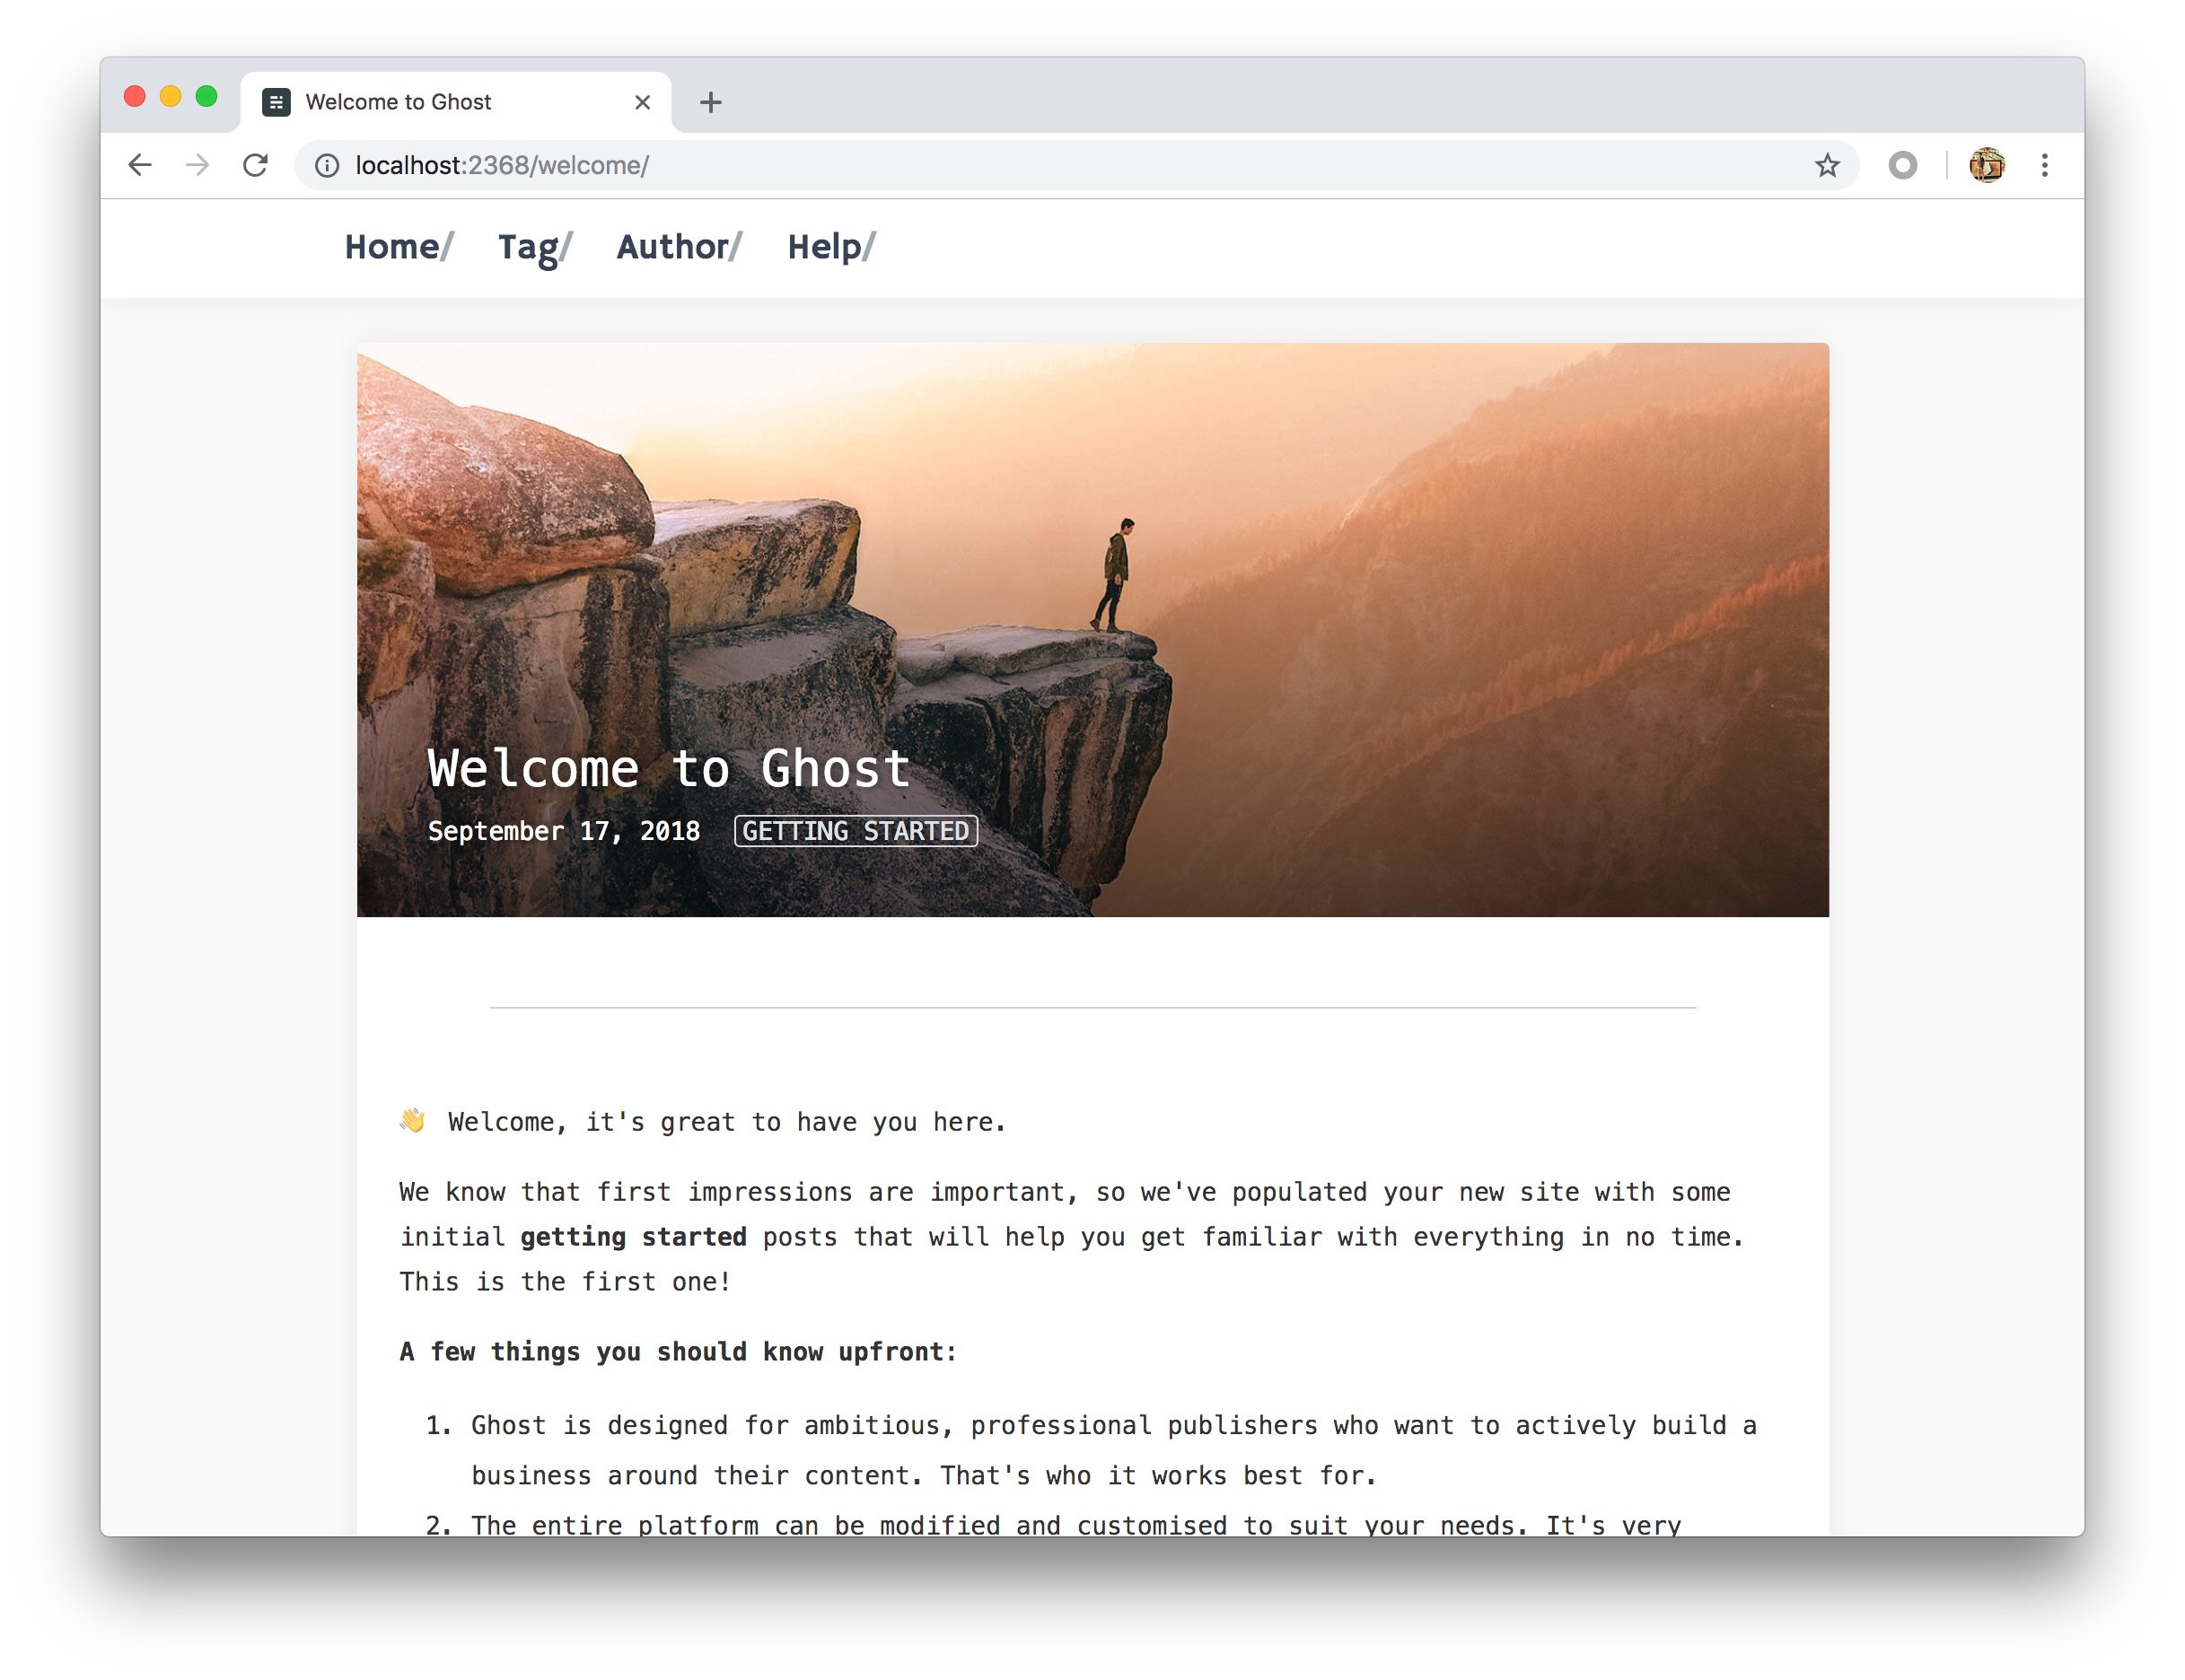 Welcome to Ghost
localhost:2368/welcome/
Home/ Tag/ Author/ Help/
Welcome to Ghost
September 17, 2018 GETTING STARTED
👋 Welcome, it's great to have you here.
We know that first impressions are important, so we've populated your new site with some
initial getting started posts that will help you get familiar with everything in no time.
This is the first one!
A few things you should know upfront:
1. Ghost is designed for ambitious, professional publishers who want to actively build a
business around their content. That's who it works best for.
2. The entire platform can be modified and customised to suit your needs. It's very